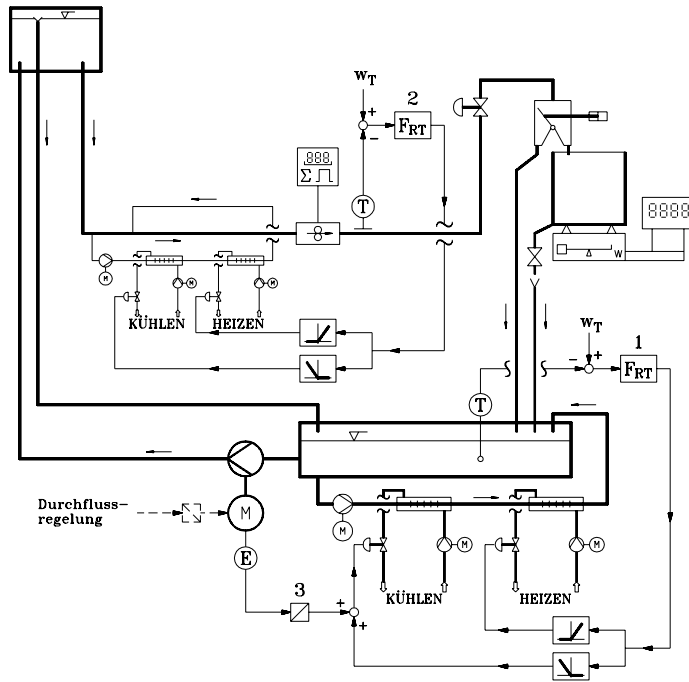 w_T
+
2
F_RT
−
888
Σ
T
8888
W
M
M
M
KÜHLEN HEIZEN
w_T
−
+
1
F_RT
T
Durchfluss-
regelung
M
M
M
M
E
3
+
+
KÜHLEN HEIZEN